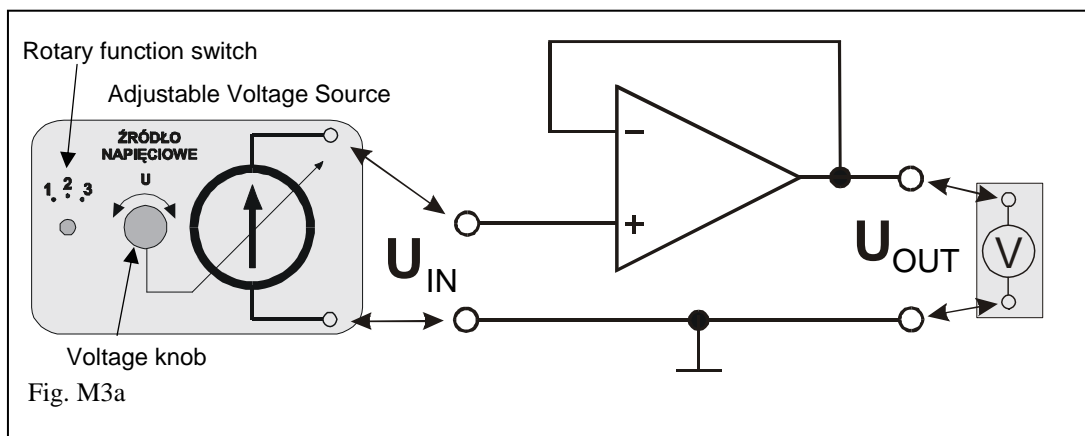 Rotary function switch
Adjustable Voltage Source
ŹRÓDŁO
NAPIĘCIOWE
U
1 2 3
−
+
U IN
U OUT
V
Voltage knob
Fig. M3a